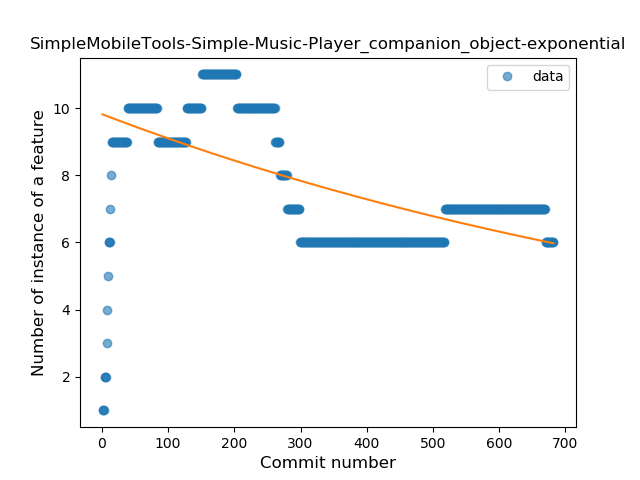 SimpleMobileTools-Simple-Music-Player_companion_object-exponential
data
Number of instance of a feature
10
8
6
4
2
0 100 200 300 400 500 600 700
Commit number